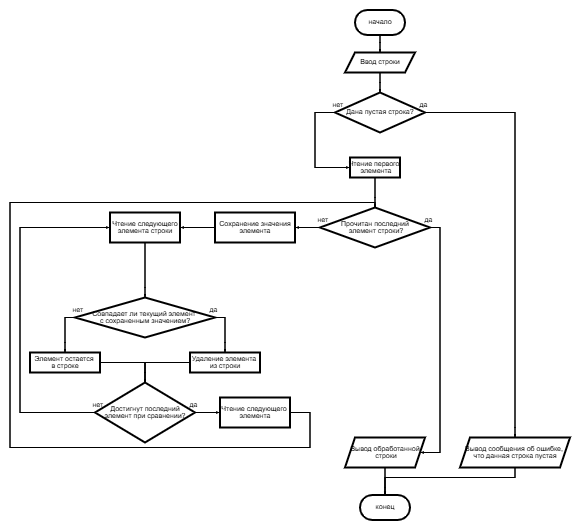 начало
Ввод строки
нет
да
Дана пустая строка?
Чтение первого
элемента
Чтение следующего
элемента строки
Сохранение значения
элемента
нет
Прочитан последний
элемент строки?
да
нет
Совпадает ли текущий элемент
с сохраненным значением?
да
Элемент остается
в строке
Удаление элемента
из строки
нет
Достигнут последний
элемент при сравнении?
да
Чтение следующего
элемента
Вывод обработанной
строки
Вывод сообщения об ошибке,
что данная строка пустая
конец